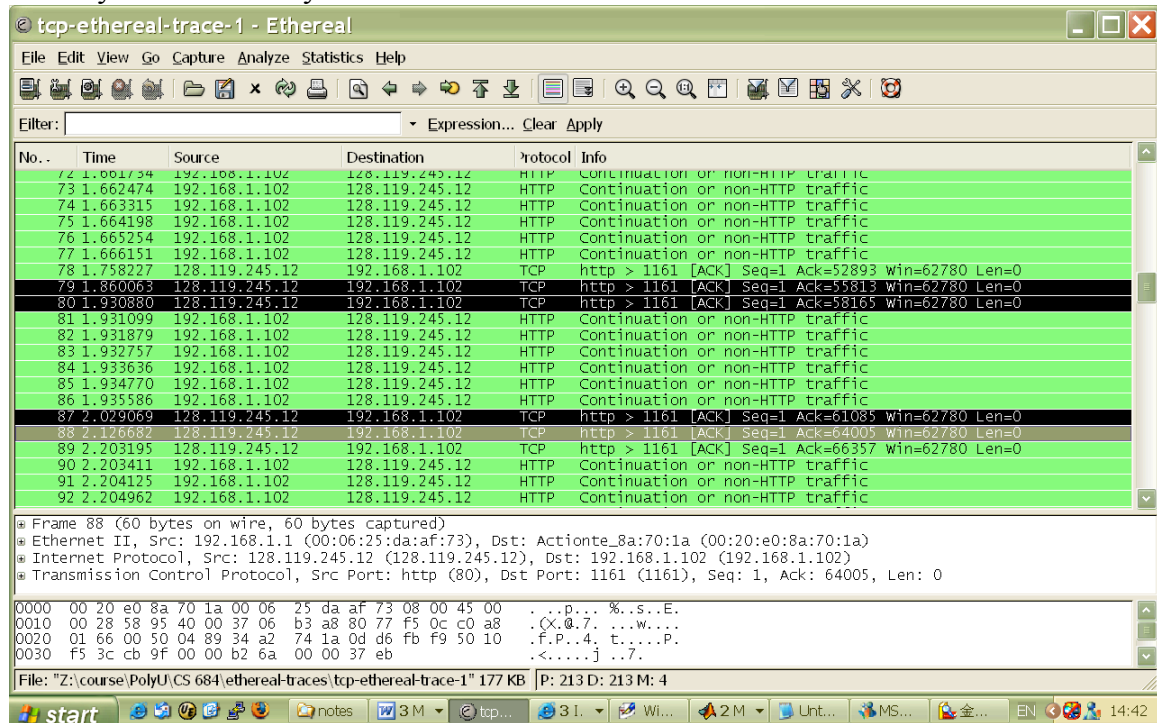 tcp-ethereal-trace-1 - Ethereal
File Edit View Go Capture Analyze Statistics Help
Filter: Expression... Clear Apply
No. . Time Source Destination Protocol Info
72 1.661734 192.168.1.102 128.119.245.12 HTTP Continuation or non-HTTP traffic
73 1.662474 192.168.1.102 128.119.245.12 HTTP Continuation or non-HTTP traffic
74 1.663315 192.168.1.102 128.119.245.12 HTTP Continuation or non-HTTP traffic
75 1.664198 192.168.1.102 128.119.245.12 HTTP Continuation or non-HTTP traffic
76 1.665254 192.168.1.102 128.119.245.12 HTTP Continuation or non-HTTP traffic
77 1.666151 192.168.1.102 128.119.245.12 HTTP Continuation or non-HTTP traffic
78 1.758227 128.119.245.12 192.168.1.102 TCP http > 1161 [ACK] Seq=1 Ack=52893 Win=62780 Len=0
79 1.860063 128.119.245.12 192.168.1.102 TCP http > 1161 [ACK] Seq=1 Ack=55813 Win=62780 Len=0
80 1.930880 128.119.245.12 192.168.1.102 TCP http > 1161 [ACK] Seq=1 Ack=58165 Win=62780 Len=0
81 1.931099 192.168.1.102 128.119.245.12 HTTP Continuation or non-HTTP traffic
82 1.931879 192.168.1.102 128.119.245.12 HTTP Continuation or non-HTTP traffic
83 1.932757 192.168.1.102 128.119.245.12 HTTP Continuation or non-HTTP traffic
84 1.933636 192.168.1.102 128.119.245.12 HTTP Continuation or non-HTTP traffic
85 1.934770 192.168.1.102 128.119.245.12 HTTP Continuation or non-HTTP traffic
86 1.935586 192.168.1.102 128.119.245.12 HTTP Continuation or non-HTTP traffic
87 2.029069 128.119.245.12 192.168.1.102 TCP http > 1161 [ACK] Seq=1 Ack=61085 Win=62780 Len=0
88 2.126682 128.119.245.12 192.168.1.102 TCP http > 1161 [ACK] Seq=1 Ack=64005 Win=62780 Len=0
89 2.203195 128.119.245.12 192.168.1.102 TCP http > 1161 [ACK] Seq=1 Ack=66357 Win=62780 Len=0
90 2.203411 192.168.1.102 128.119.245.12 HTTP Continuation or non-HTTP traffic
91 2.204125 192.168.1.102 128.119.245.12 HTTP Continuation or non-HTTP traffic
92 2.204962 192.168.1.102 128.119.245.12 HTTP Continuation or non-HTTP traffic
Frame 88 (60 bytes on wire, 60 bytes captured)
Ethernet II, Src: 192.168.1.1 (00:06:25:da:af:73), Dst: Actionte_8a:70:1a (00:20:e0:8a:70:1a)
Internet Protocol, Src: 128.119.245.12 (128.119.245.12), Dst: 192.168.1.102 (192.168.1.102)
Transmission Control Protocol, Src Port: http (80), Dst Port: 1161 (1161), Seq: 1, Ack: 64005, Len: 0
0000 00 20 e0 8a 70 1a 00 06 25 da af 73 08 00 45 00 . ..p... %..s..E.
0010 00 28 58 95 40 00 37 06 b3 a8 80 77 f5 0c c0 a8 .(X.@.7. ...w....
0020 01 66 00 50 04 89 34 a2 74 1a 0d d6 fb f9 50 10 .f.P..4. t.....P.
0030 f5 3c cb 9f 00 00 b2 6a 00 00 37 eb .<.....j ..7.
File: "Z:\course\PolyU\CS 684\ethereal-traces\tcp-ethereal-trace-1" 177 KB P: 213 D: 213 M: 4
start notes 3 M tcp... 3 I. Wi... 2 M Unt... MS... 金... EN 14:42